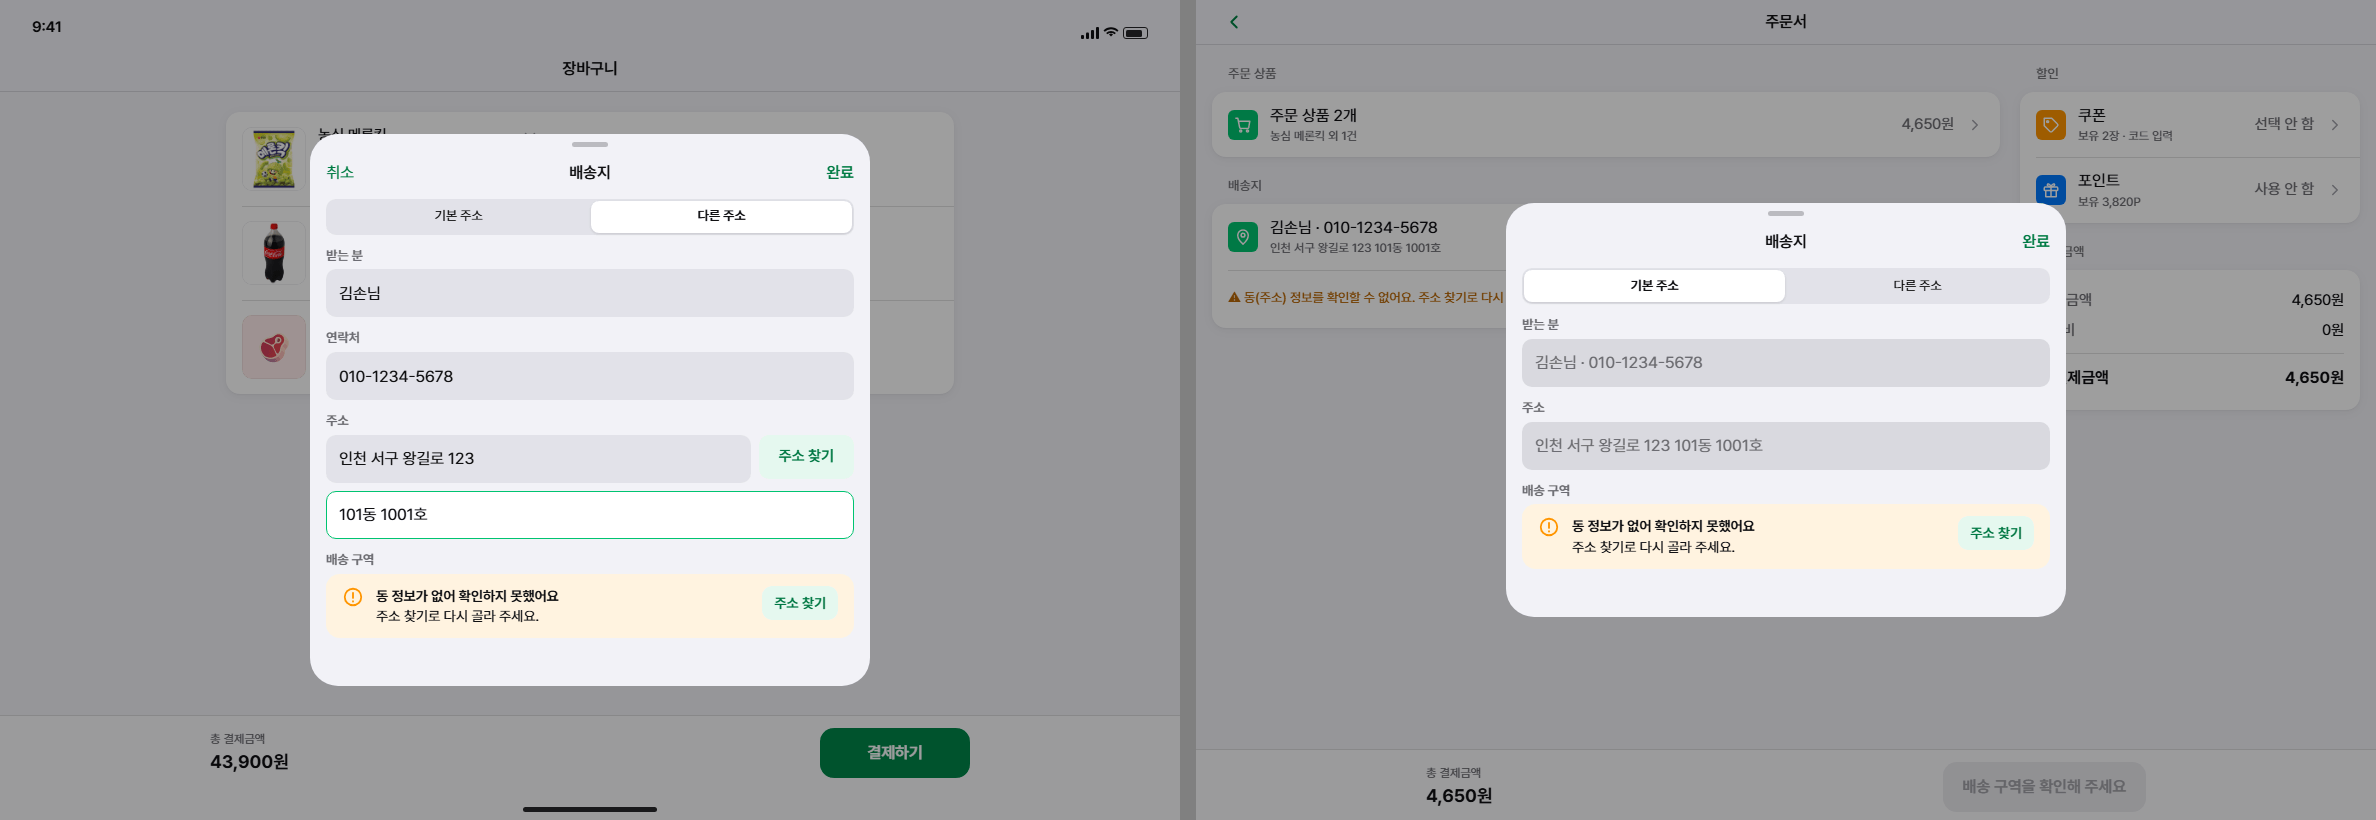 9:41
장바구니
농심 메론킥
취소
배송지
완료
기본 주소
다른 주소
받는 분
김손님
연락처
010-1234-5678
주소
인천 서구 왕길로 123
주소 찾기
101동 1001호
배송 구역
동 정보가 없어 확인하지 못했어요
주소 찾기로 다시 골라 주세요.
주소 찾기
총 결제금액
43,900원
결제하기
주문서
주문 상품
주문 상품 2개
농심 메론킥 외 1건
4,650원
배송지
김손님 · 010-1234-5678
인천 서구 왕길로 123 101동 1001호
동(주소) 정보를 확인할 수 없어요. 주소 찾기로 다시
할인
쿠폰
보유 2장 · 코드 입력
선택 안 함
포인트
보유 3,820P
사용 안 함
금액
금액
4,650원
비
0원
제금액
4,650원
배송지
완료
기본 주소
다른 주소
받는 분
김손님 · 010-1234-5678
주소
인천 서구 왕길로 123 101동 1001호
배송 구역
동 정보가 없어 확인하지 못했어요
주소 찾기로 다시 골라 주세요.
주소 찾기
총 결제금액
4,650원
배송 구역을 확인해 주세요